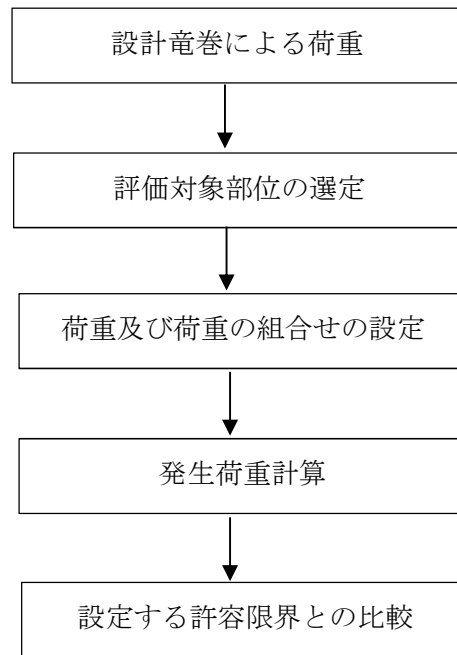 設計竜巻による荷重
評価対象部位の選定
荷重及び荷重の組合せの設定
発生荷重計算
設定する許容限界との比較